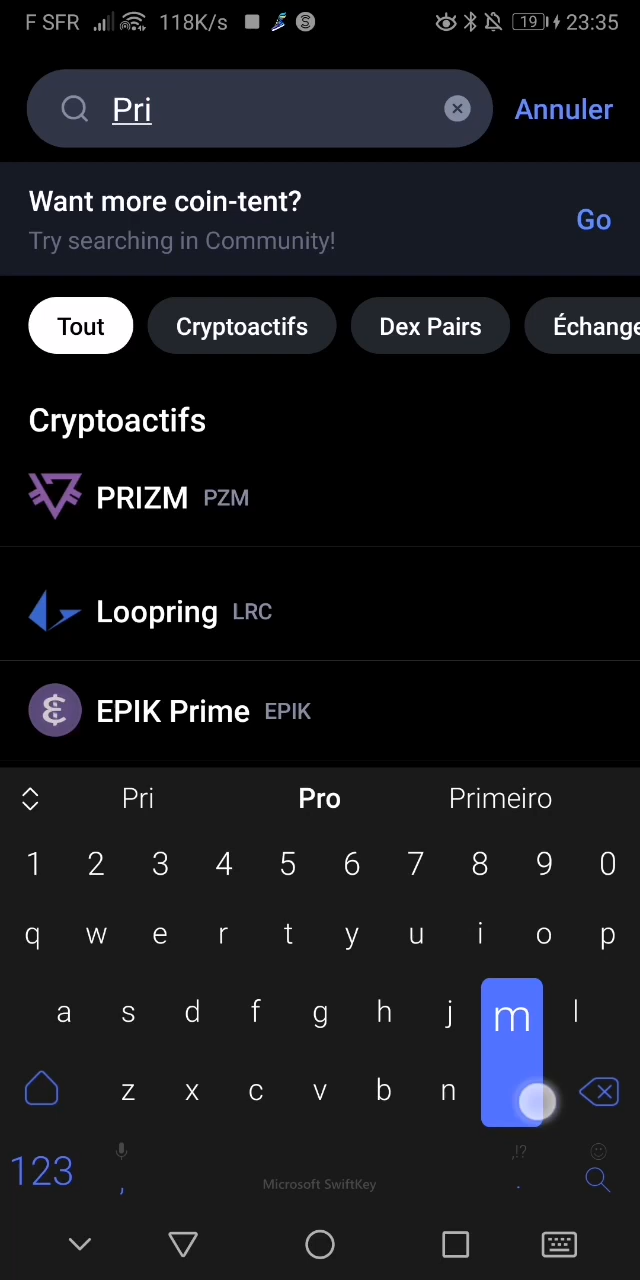 F SFR 118K/s 19 23:35
Pri Annuler
Want more coin-tent?
Try searching in Community!
Go
Tout Cryptoactifs Dex Pairs Échange
Cryptoactifs
PRIZM PZM
Loopring LRC
EPIK Prime EPIK
Pri Pro Primeiro
1 2 3 4 5 6 7 8 9 0
q w e r t y u i o p
a s d f g h j m l
z x c v b n
123 , Microsoft SwiftKey . ,!?